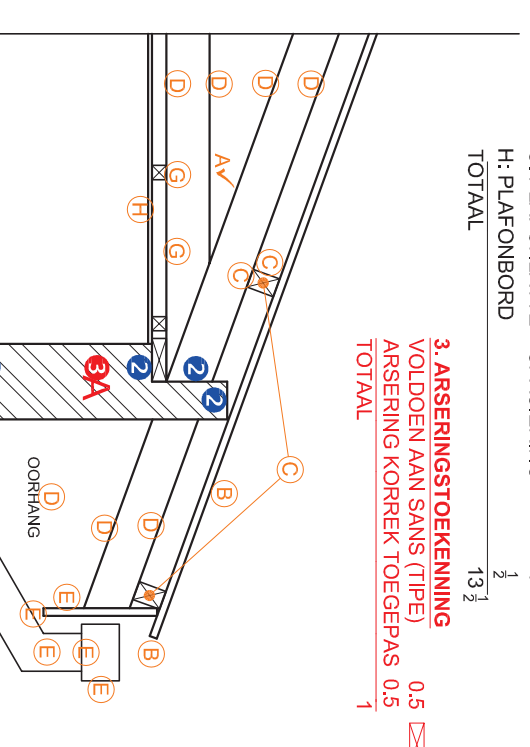 H: PLAFONBORD ½
TOTAAL 13½
3. ARSERINGSTOEKENNING
VOLDOEN AAN SANS (TIPE) 0.5
ARSERING KORREK TOEGEPAS 0.5
TOTAAL 1
D
D
D
D
A✓
G
G
H
C
C
C
3A
2
2
2
B
B
OORHANG
D
D
D
E
E
E
E
E